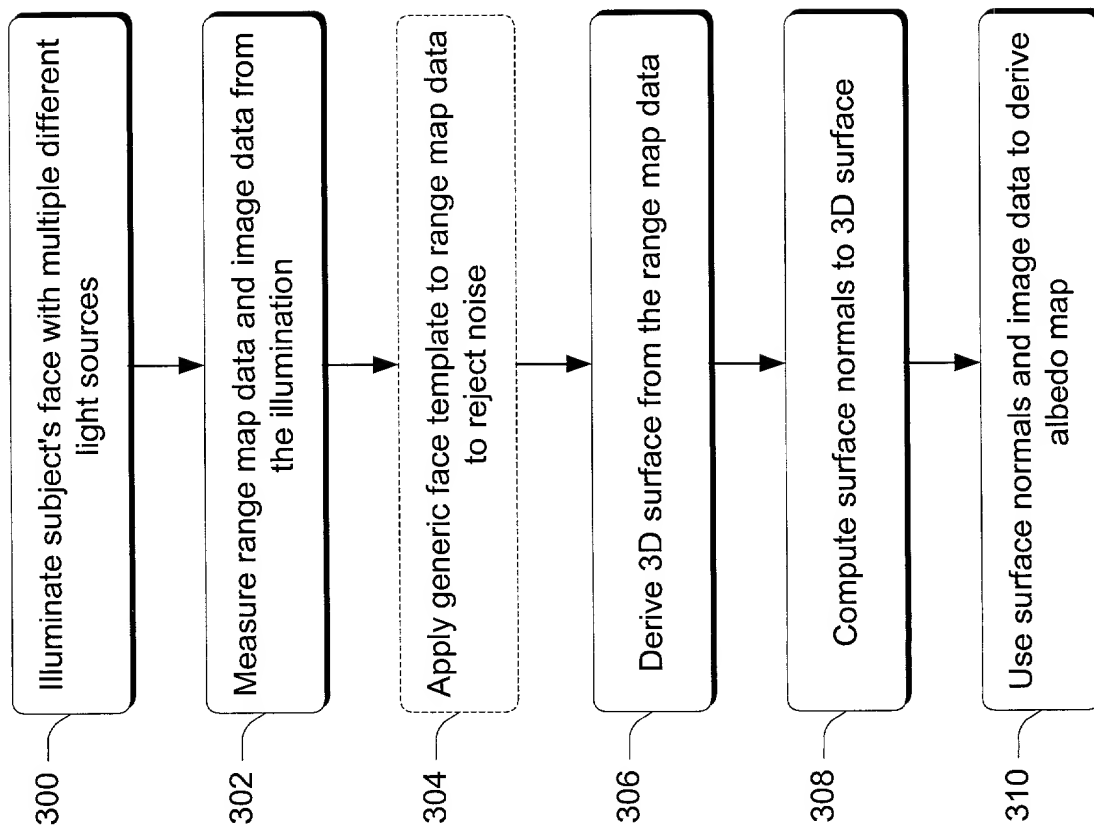 300
Illuminate subject's face with multiple different
light sources
302
Measure range map data and image data from
the illumination
304
Apply generic face template to range map data
to reject noise
306
Derive 3D surface from the range map data
308
Compute surface normals to 3D surface
310
Use surface normals and image data to derive
albedo map